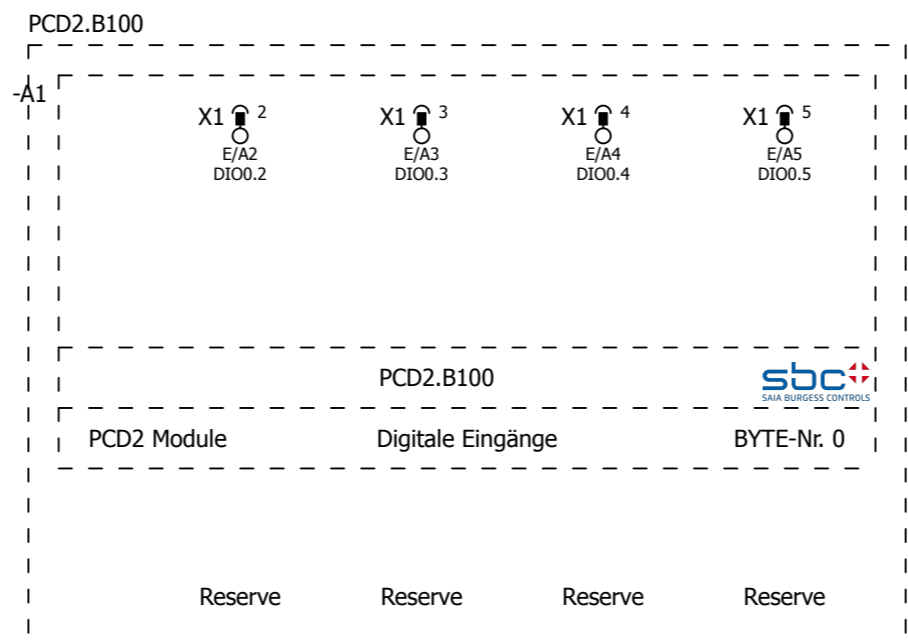 PCD2.B100
-A1
X1 2 X1 3 X1 4 X1 5
E/A2 E/A3 E/A4 E/A5
DIO0.2 DIO0.3 DIO0.4 DIO0.5
PCD2.B100 sbc
SAIA BURGESS CONTROLS
PCD2 Module Digitale Eingänge BYTE-Nr. 0
Reserve Reserve Reserve Reserve